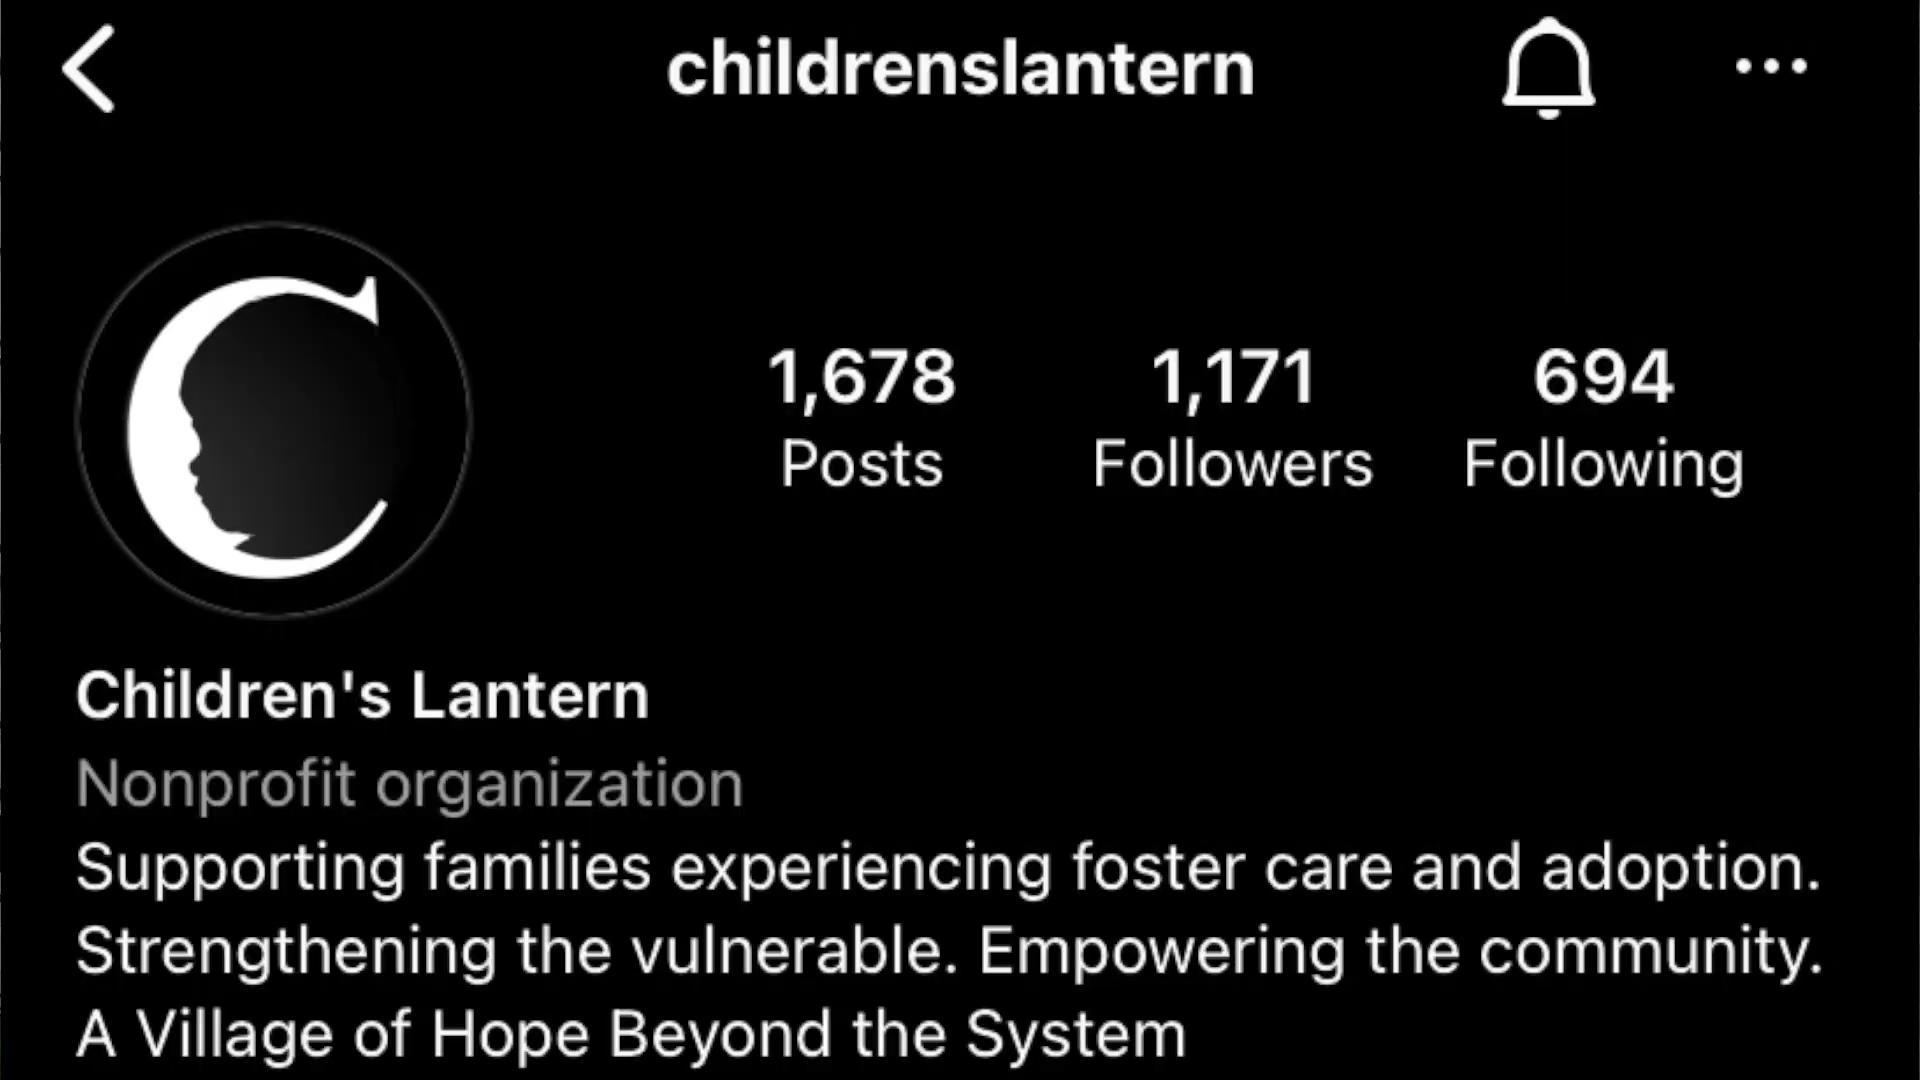 childrenslantern
1,678 1,171 694
Posts Followers Following
Children's Lantern
Nonprofit organization
Supporting families experiencing foster care and adoption.
Strengthening the vulnerable. Empowering the community.
A Village of Hope Beyond the System